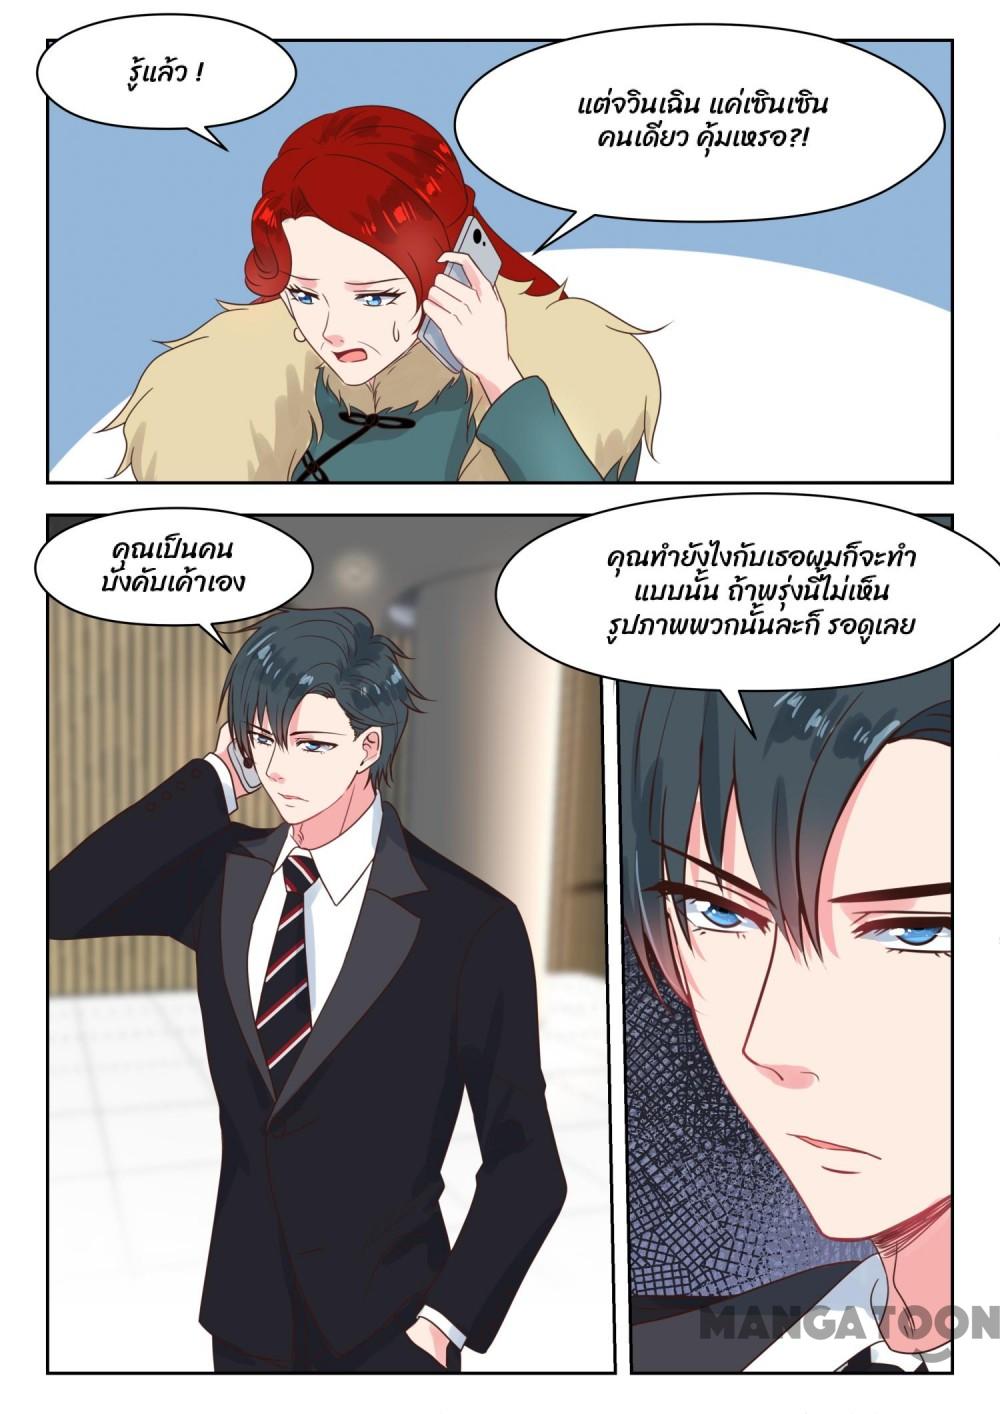 รู้แล้ว !
แต่จวินเฉิน แค่เซินเซิน
คนเดียว คุ้มเหรอ?!
คุณเป็นคน
บังคับเค้าเอง
คุณทำยังไงกับเธอผมก็จะทำ
แบบนั้น ถ้าพรุ่งนี้ไม่เห็น
รูปภาพพวกนั้นละก็ รอดูเลย
MANGATOON